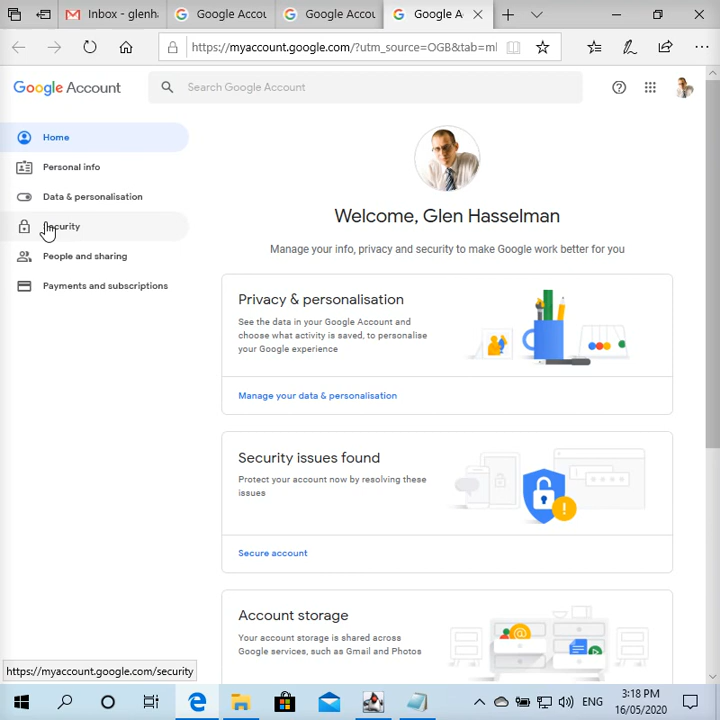 Inbox - glenh
Google Accou
Google Accou
Google A
https://myaccount.google.com/?utm_source=OGB&tab=ml
Google Account
Search Google Account
Home
Personal info
Data & personalisation
Security
People and sharing
Payments and subscriptions
Welcome, Glen Hasselman
Manage your info, privacy and security to make Google work better for you
Privacy & personalisation
See the data in your Google Account and
choose what activity is saved, to personalise
your Google experience
Manage your data & personalisation
Security issues found
Protect your account now by resolving these
issues
Secure account
Account storage
Your account storage is shared across
Google services, such as Gmail and Photos
https://myaccount.google.com/security
ENG
3:18 PM
16/05/2020